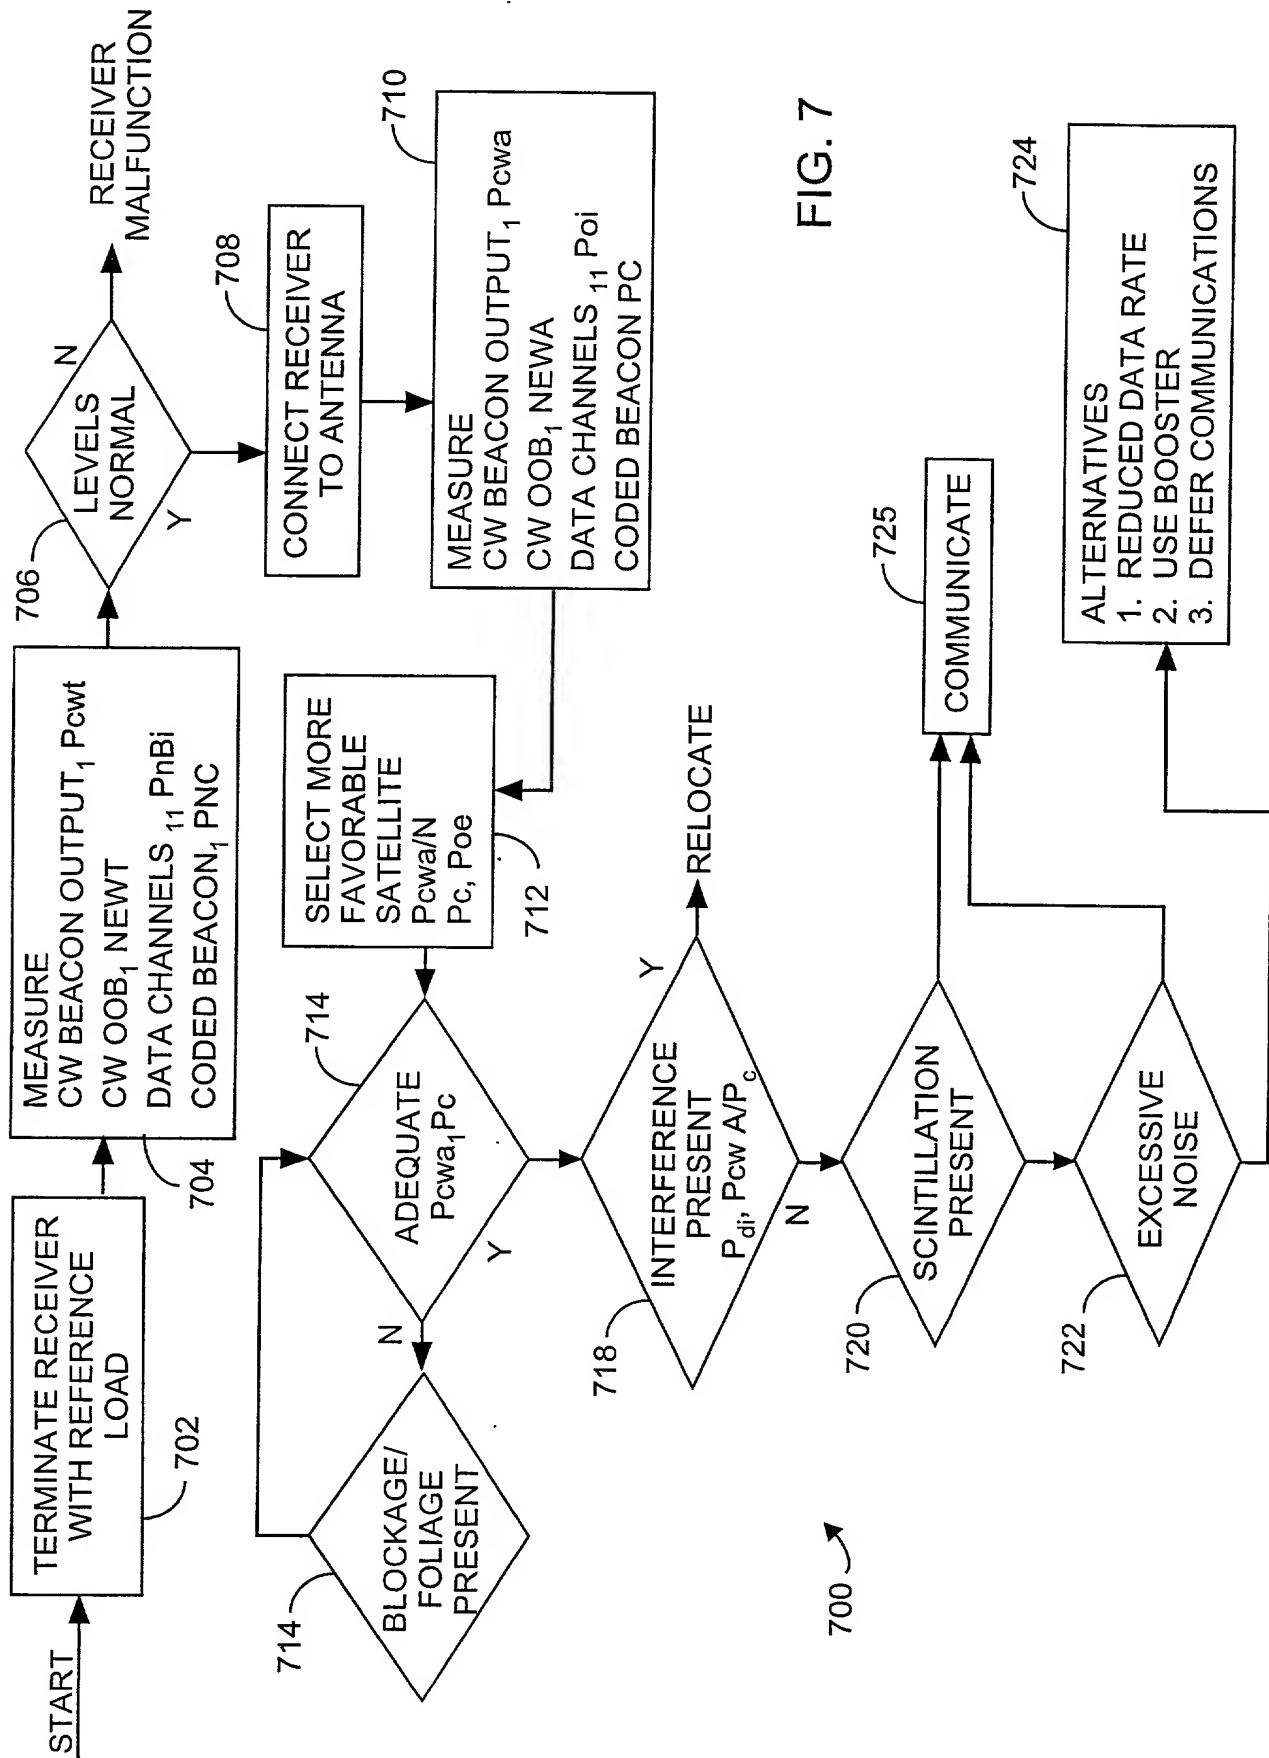 START
TERMINATE RECEIVER
WITH REFERENCE
LOAD
702
MEASURE
CW BEACON OUTPUT₁ Pcwt
CW OOB₁ NEWT
DATA CHANNELS ₁₁ PnBi
CODED BEACON₁ PNC
704
LEVELS
NORMAL
706
N
Y
RECEIVER
MALFUNCTION
CONNECT RECEIVER
TO ANTENNA
708
MEASURE
CW BEACON OUTPUT₁ Pcwa
CW OOB₁ NEWA
DATA CHANNELS ₁₁ Poi
CODED BEACON PC
710
SELECT MORE
FAVORABLE
SATELLITE
Pcwa/N
Pc, Poe
712
ADEQUATE
Pcwa₁Pc
714
N
Y
BLOCKAGE/
FOLIAGE
PRESENT
714
INTERFERENCE
PRESENT
Pdi, Pcw A/Pc
718
Y
N
RELOCATE
SCINTILLATION
PRESENT
720
COMMUNICATE
725
EXCESSIVE
NOISE
722
ALTERNATIVES
1. REDUCED DATA RATE
2. USE BOOSTER
3. DEFER COMMUNICATIONS
724
700
FIG. 7